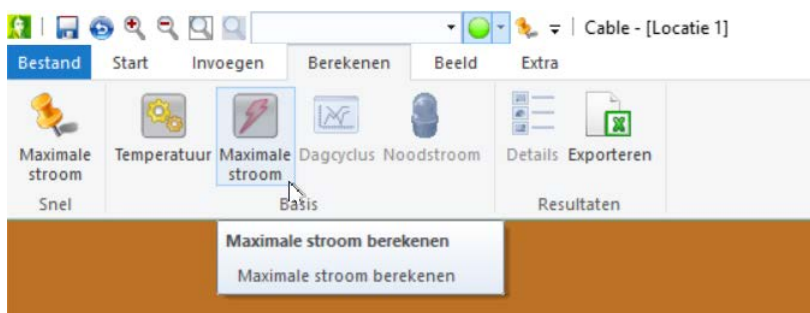 Cable - [Locatie 1]
Bestand Start Invoegen Berekenen Beeld Extra
Maximale Temperatuur Maximale Dagcyclus Noodstroom Details Exporteren
stroom stroom
Snel Basis Resultaten
Maximale stroom berekenen
Maximale stroom berekenen